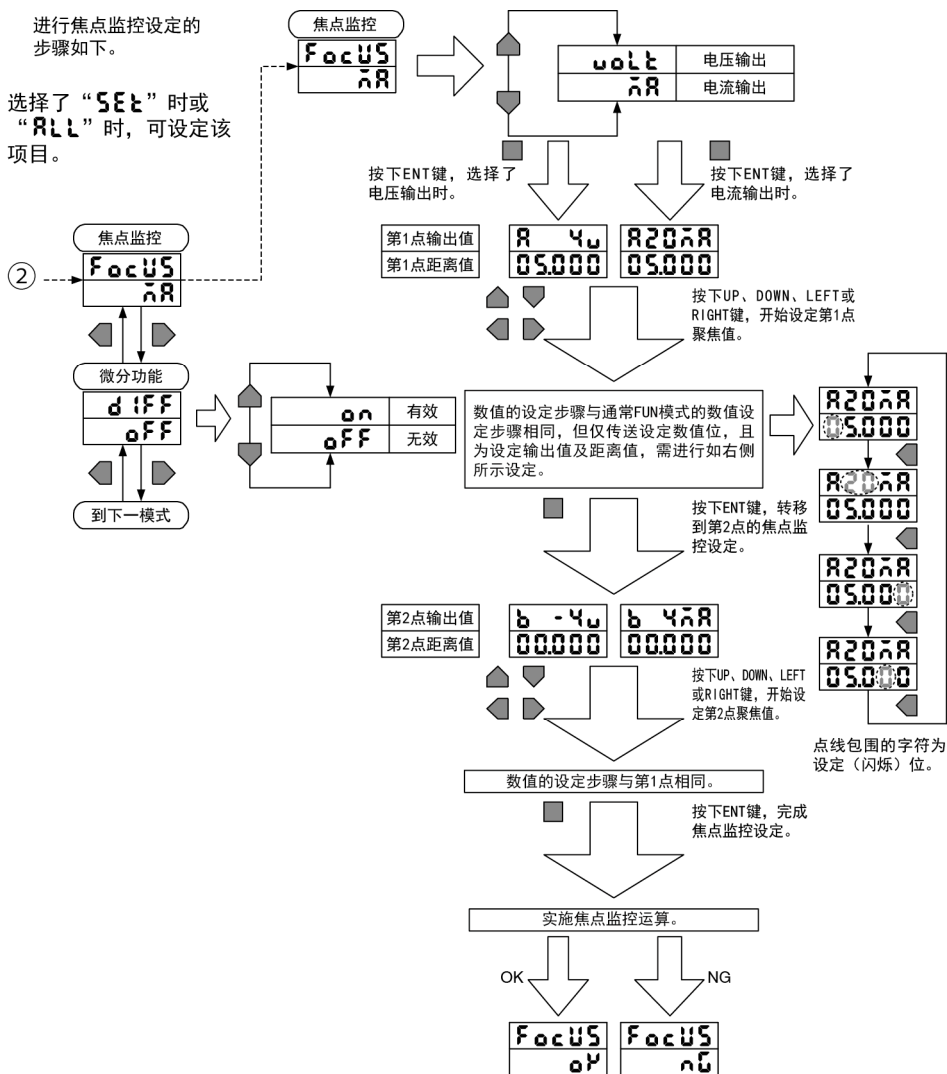 进行焦点监控设定的
步骤如下。
选择了“SEt”时或
“ALL”时，可设定该
项目。
焦点监控
FocUS
mA
volt 电压输出
mA 电流输出
按下ENT键，选择了
电压输出时。
按下ENT键，选择了
电流输出时。
②
焦点监控
FocUS
mA
微分功能
dIFF
oFF
到下一模式
on 有效
oFF 无效
第1点输出值 A 4v A20mA
第1点距离值 05.000 05.000
按下UP、DOWN、LEFT或
RIGHT键，开始设定第1点
聚焦值。
数值的设定步骤与通常FUN模式的数值设
定步骤相同，但仅传送设定数值位，且
为设定输出值及距离值，需进行如右侧
所示设定。
A20mA
05.000
A20mA
05.000
A20mA
05.000
A20mA
05.000
点线包围的字符为
设定（闪烁）位。
按下ENT键，转移
到第2点的焦点监
控设定。
第2点输出值 b -4v b 4mA
第2点距离值 00.000 00.000
按下UP、DOWN、LEFT
或RIGHT键，开始设
定第2点聚焦值。
数值的设定步骤与第1点相同。
按下ENT键，完成
焦点监控设定。
实施焦点监控运算。
OK NG
FocUS FocUS
oK nG